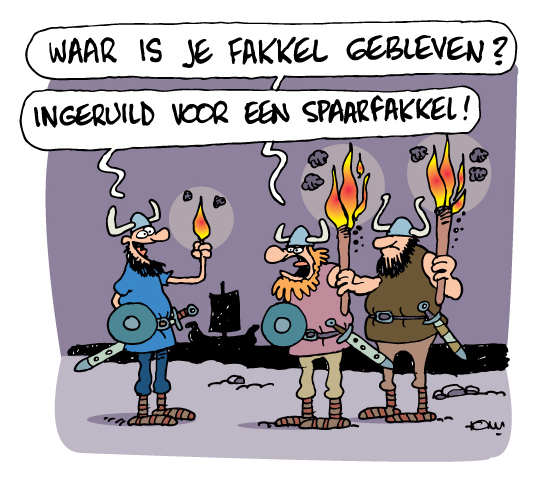 WAAR IS JE FAKKEL GEBLEVEN?
INGERUILD VOOR EEN SPAARFAKKEL!